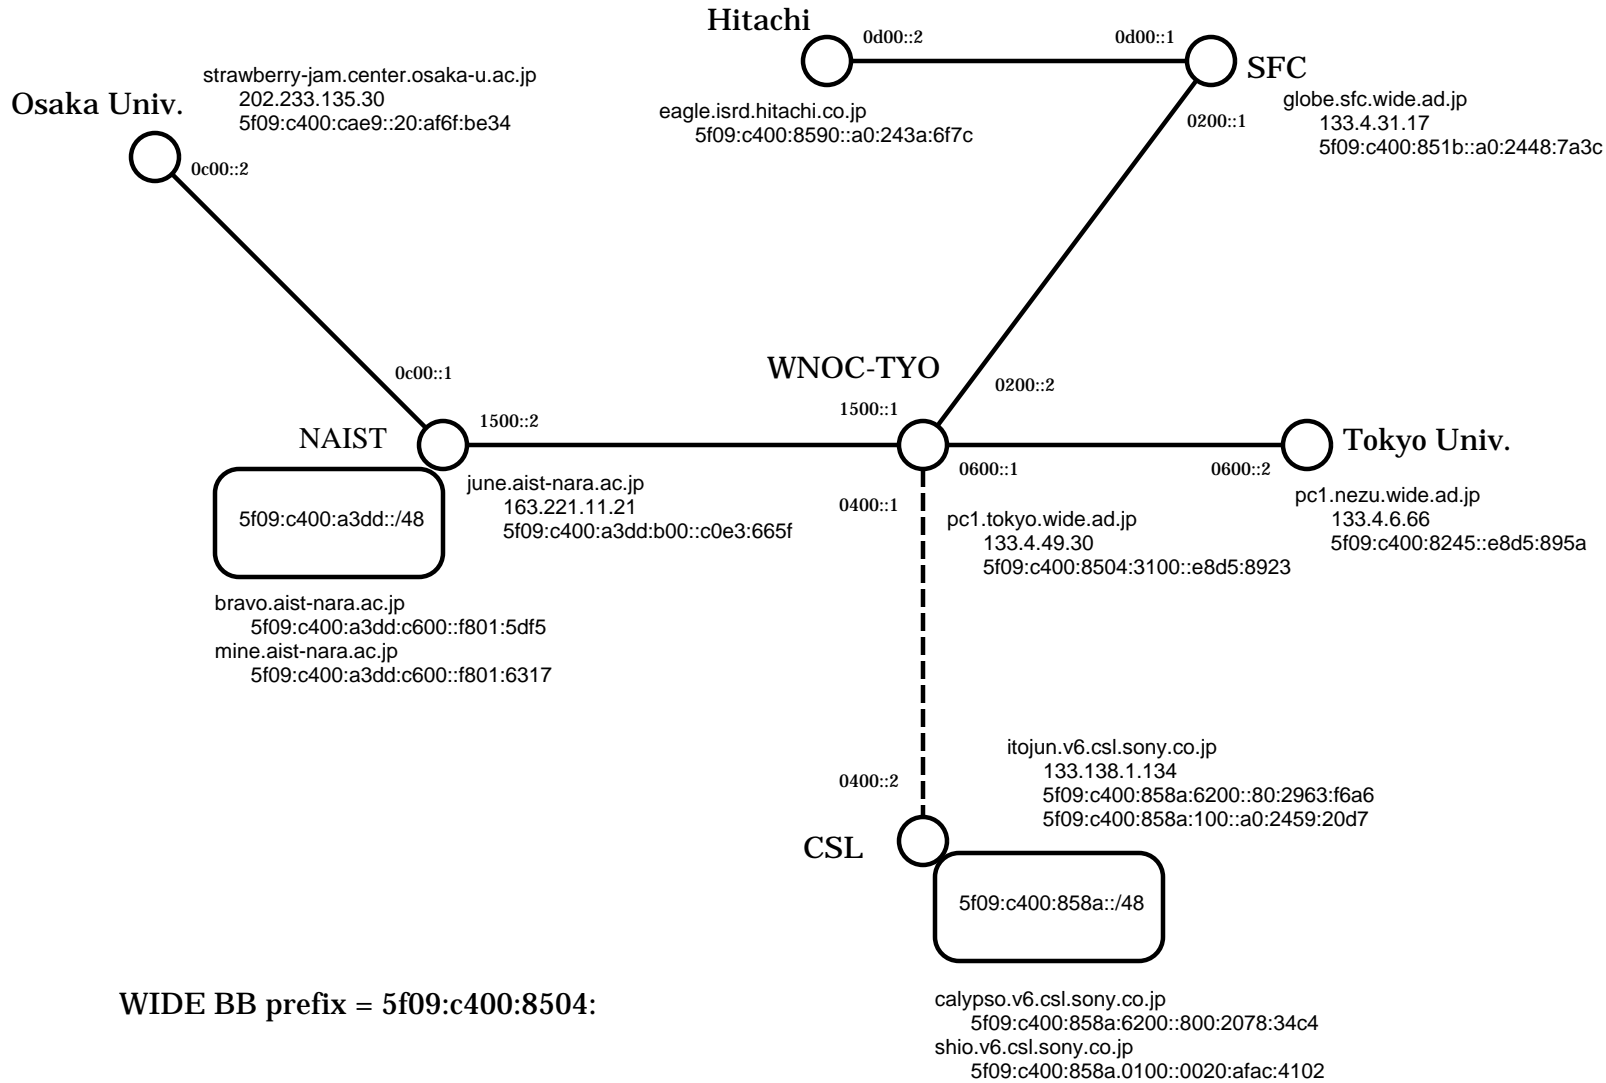 Hitachi
0d00::2
0d00::1
SFC
strawberry-jam.center.osaka-u.ac.jp
202.233.135.30
5f09:c400:cae9::20:af6f:be34
Osaka Univ.
0c00::2
eagle.isrd.hitachi.co.jp
5f09:c400:8590::a0:243a:6f7c
globe.sfc.wide.ad.jp
133.4.31.17
5f09:c400:851b::a0:2448:7a3c
0200::1
0c00::1
WNOC-TYO
0200::2
1500::1
1500::2
NAIST
Tokyo Univ.
0600::1
0600::2
5f09:c400:a3dd::/48
june.aist-nara.ac.jp
163.221.11.21
5f09:c400:a3dd:b00::c0e3:665f
0400::1
pc1.tokyo.wide.ad.jp
133.4.49.30
5f09:c400:8504:3100::e8d5:8923
pc1.nezu.wide.ad.jp
133.4.6.66
5f09:c400:8245::e8d5:895a
bravo.aist-nara.ac.jp
5f09:c400:a3dd:c600::f801:5df5
mine.aist-nara.ac.jp
5f09:c400:a3dd:c600::f801:6317
itojun.v6.csl.sony.co.jp
133.138.1.134
5f09:c400:858a:6200::80:2963:f6a6
5f09:c400:858a:100::a0:2459:20d7
0400::2
CSL
5f09:c400:858a::/48
WIDE BB prefix = 5f09:c400:8504:
calypso.v6.csl.sony.co.jp
5f09:c400:858a:6200::800:2078:34c4
shio.v6.csl.sony.co.jp
5f09:c400:858a.0100::0020:afac:4102